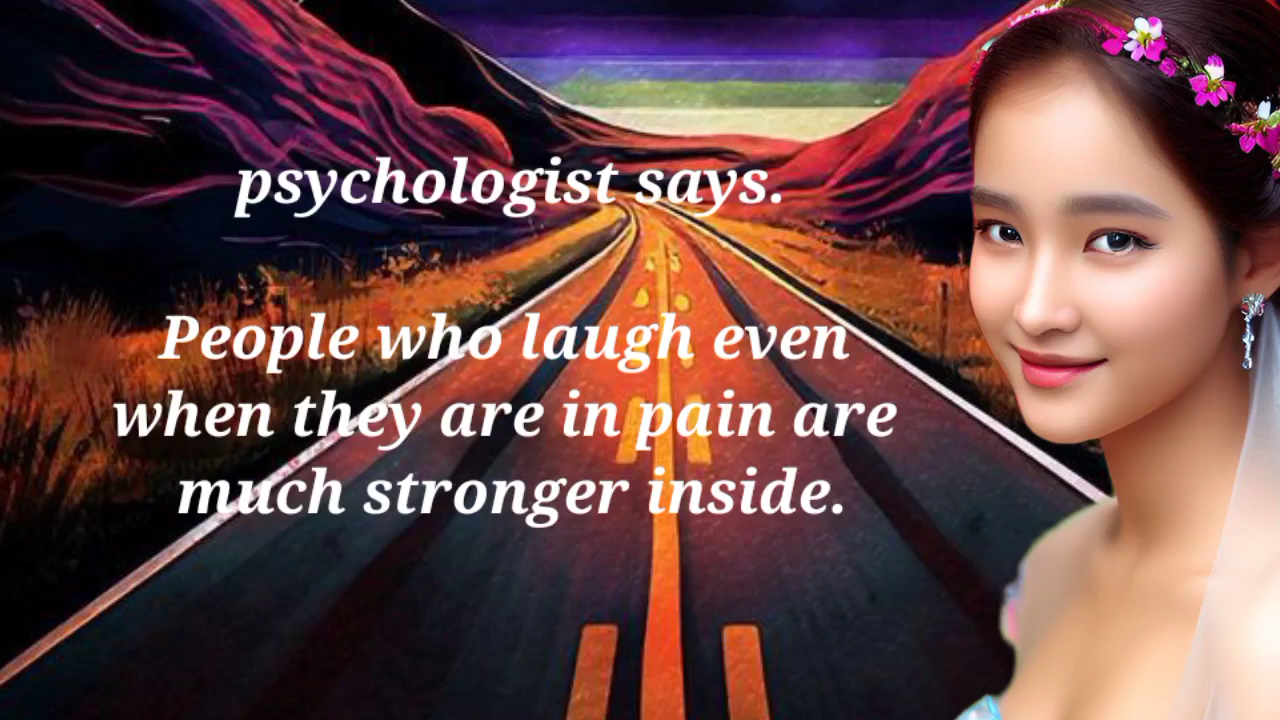 psychologist says.
People who laugh even
when they are in pain are
much stronger inside.